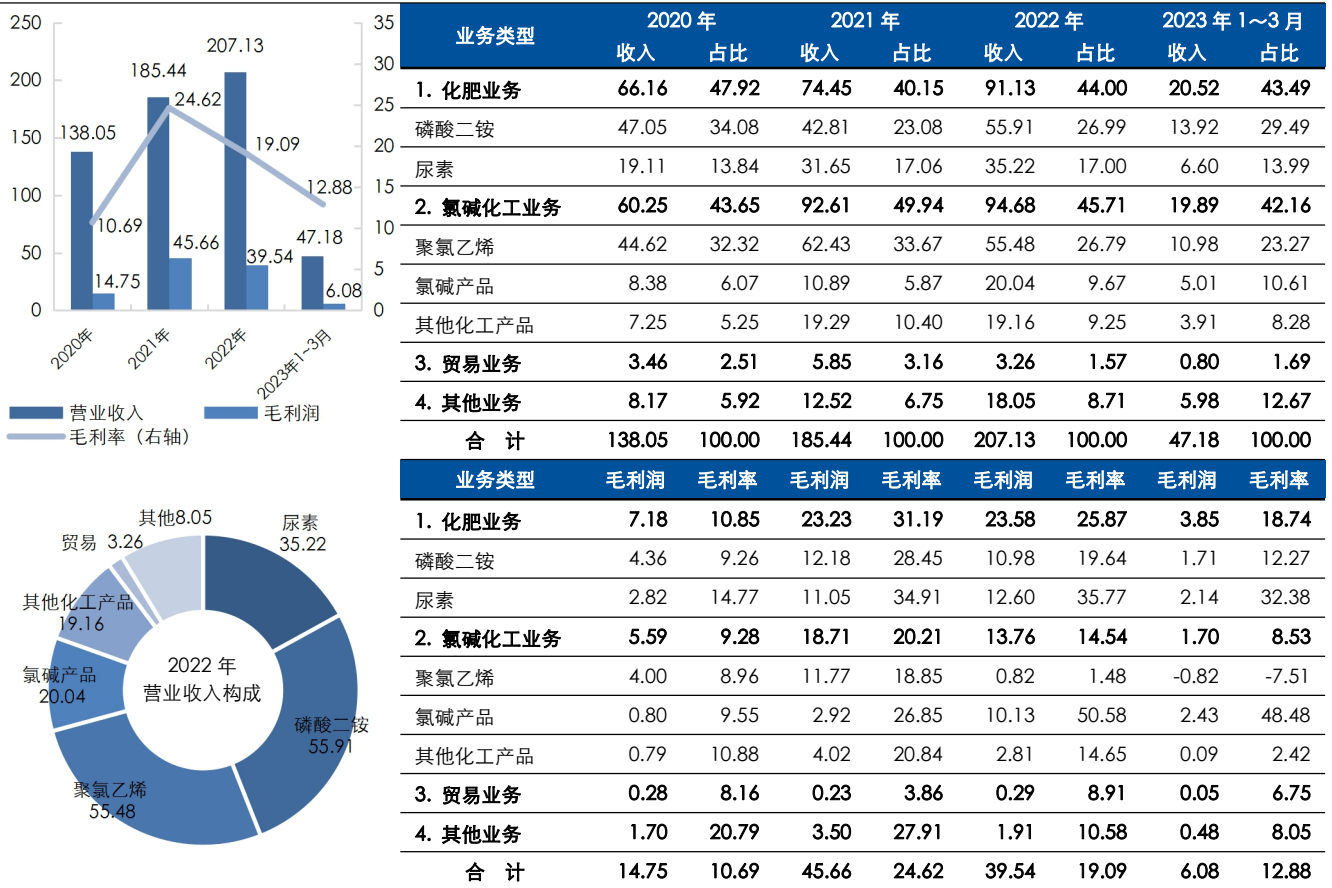 250
200
150
100
50
0
35
30
25
20
15
10
5
0
138.05
185.44
207.13
47.18
14.75
45.66
39.54
6.08
10.69
24.62
19.09
12.88
2020年
2021年
2022年
2023年1~3月
营业收入
毛利润
毛利率（右轴）
其他8.05
尿素
35.22
贸易 3.26
其他化工产品
19.16
2022 年
营业收入构成
氯碱产品
20.04
磷酸二铵
55.91
聚氯乙烯
55.48
业务类型 2020 年 2021 年 2022 年 2023 年 1～3 月
收入 占比 收入 占比 收入 占比 收入 占比
1. 化肥业务 66.16 47.92 74.45 40.15 91.13 44.00 20.52 43.49
磷酸二铵 47.05 34.08 42.81 23.08 55.91 26.99 13.92 29.49
尿素 19.11 13.84 31.65 17.06 35.22 17.00 6.60 13.99
2. 氯碱化工业务 60.25 43.65 92.61 49.94 94.68 45.71 19.89 42.16
聚氯乙烯 44.62 32.32 62.43 33.67 55.48 26.79 10.98 23.27
氯碱产品 8.38 6.07 10.89 5.87 20.04 9.67 5.01 10.61
其他化工产品 7.25 5.25 19.29 10.40 19.16 9.25 3.91 8.28
3. 贸易业务 3.46 2.51 5.85 3.16 3.26 1.57 0.80 1.69
4. 其他业务 8.17 5.92 12.52 6.75 18.05 8.71 5.98 12.67
合 计 138.05 100.00 185.44 100.00 207.13 100.00 47.18 100.00
业务类型 毛利润 毛利率 毛利润 毛利率 毛利润 毛利率 毛利润 毛利率
1. 化肥业务 7.18 10.85 23.23 31.19 23.58 25.87 3.85 18.74
磷酸二铵 4.36 9.26 12.18 28.45 10.98 19.64 1.71 12.27
尿素 2.82 14.77 11.05 34.91 12.60 35.77 2.14 32.38
2. 氯碱化工业务 5.59 9.28 18.71 20.21 13.76 14.54 1.70 8.53
聚氯乙烯 4.00 8.96 11.77 18.85 0.82 1.48 -0.82 -7.51
氯碱产品 0.80 9.55 2.92 26.85 10.13 50.58 2.43 48.48
其他化工产品 0.79 10.88 4.02 20.84 2.81 14.65 0.09 2.42
3. 贸易业务 0.28 8.16 0.23 3.86 0.29 8.91 0.05 6.75
4. 其他业务 1.70 20.79 3.50 27.91 1.91 10.58 0.48 8.05
合 计 14.75 10.69 45.66 24.62 39.54 19.09 6.08 12.88